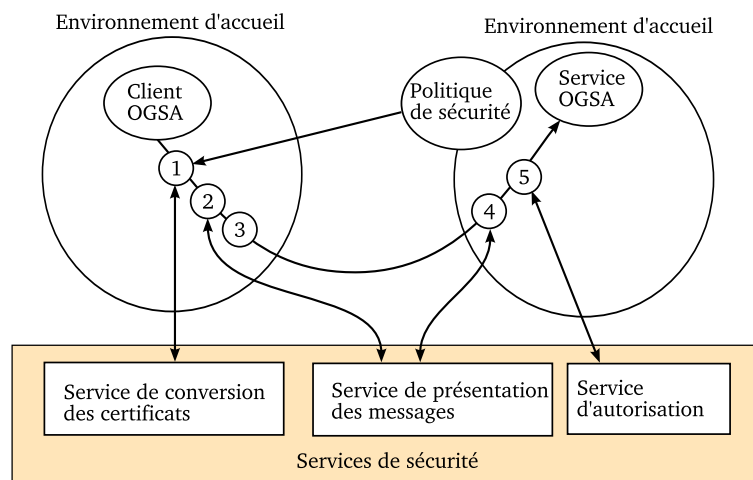 Environnement d'accueil
Environnement d'accueil
Client
OGSA
Politique
de sécurité
Service
OGSA
1
2
3
4
5
Service de conversion
des certificats
Service de présentation
des messages
Service
d'autorisation
Services de sécurité